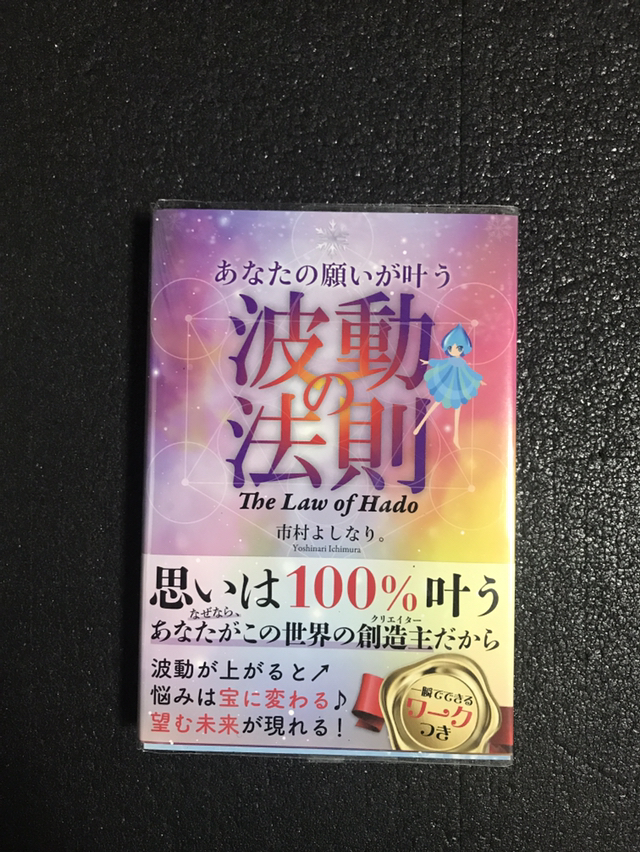 あなたの願いが叶う
波動の
法則
The Law of Hado
市村よしなり。
Yoshinari Ichimura
思いは100%叶う
なぜなら、
クリエイター
あなたがこの世界の創造主だから
波動が上がると↗
悩みは宝に変わる♪
望む未来が現れる!
一瞬でできる
ワーク
つき